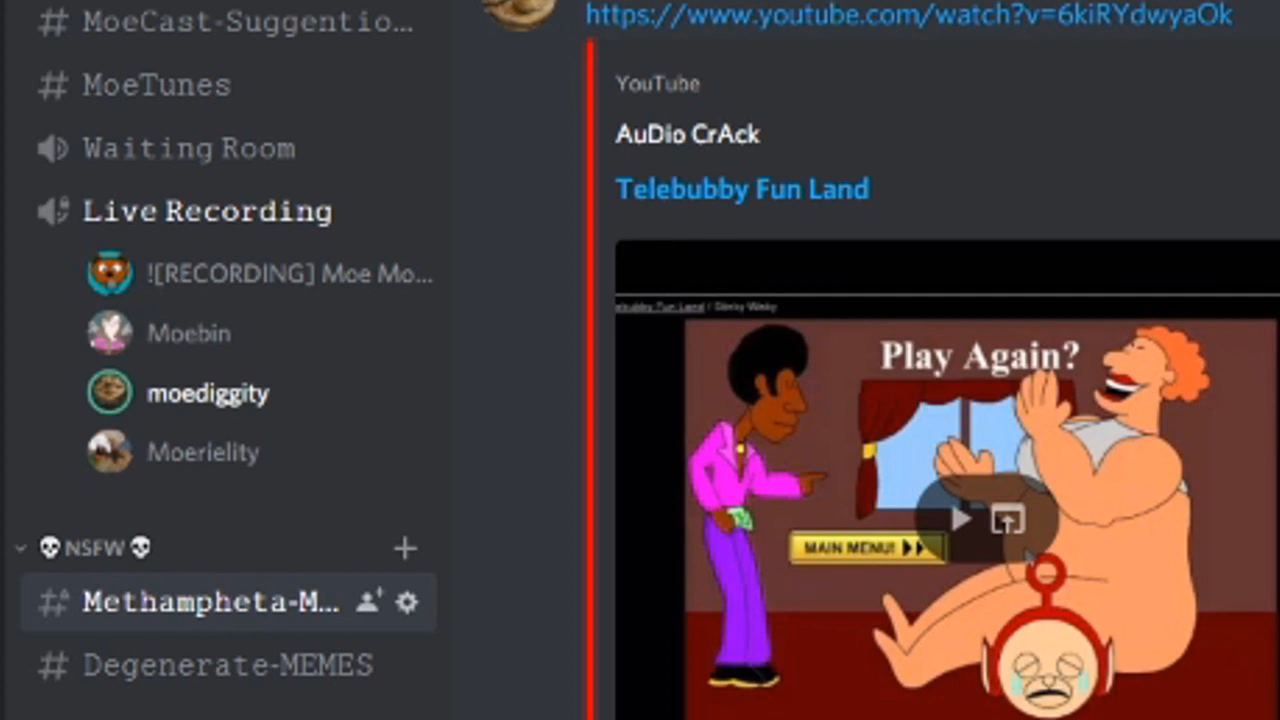 # MoeCast-Suggentio...
# MoeTunes
Waiting Room
Live Recording
![RECORDING] Moe Mo...
Moebin
moediggity
Moerielity
NSFW
Methampheta-M...
# Degenerate-MEMES
https://www.youtube.com/watch?v=6kiRYdwyaOk
YouTube
AuDio CrAck
Telebubby Fun Land
Play Again?
MAIN MENU!